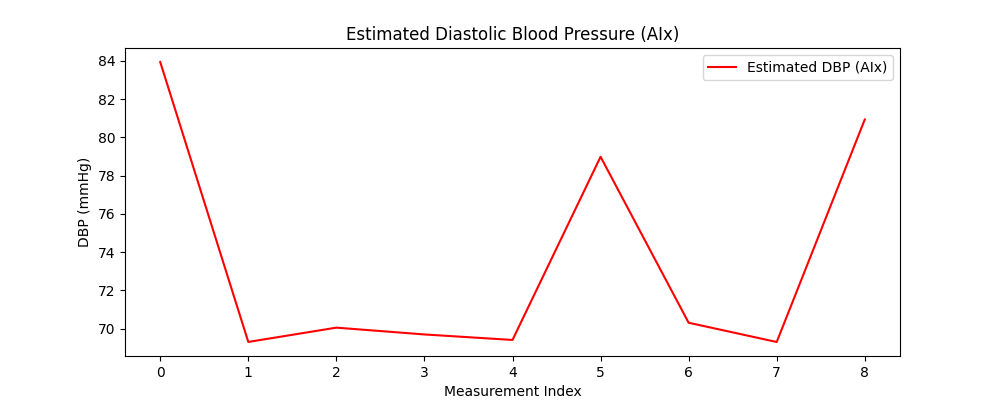 Estimated Diastolic Blood Pressure (AIx)
Estimated DBP (AIx)
DBP (mmHg)
84
82
80
78
76
74
72
70
0 1 2 3 4 5 6 7 8
Measurement Index